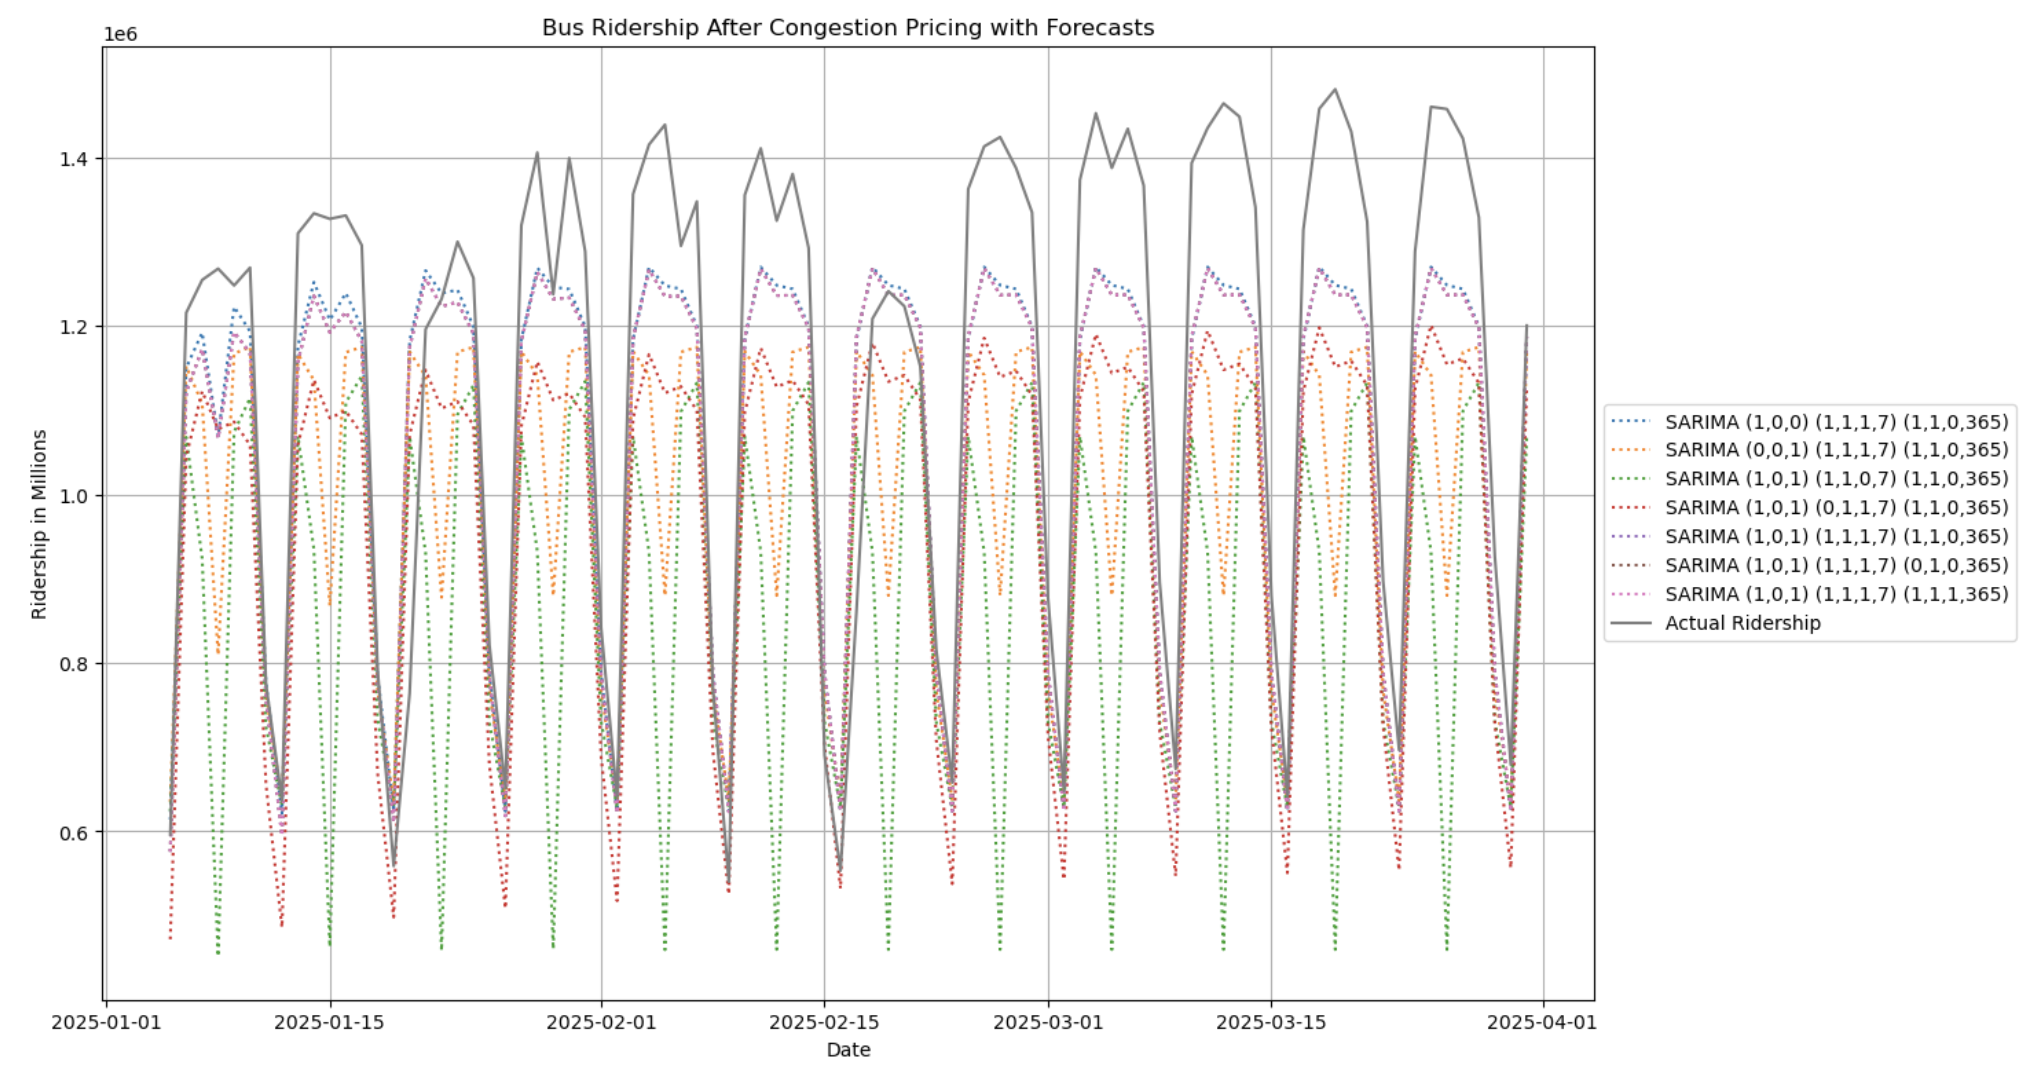 Bus Ridership After Congestion Pricing with Forecasts
1e6
1.4
1.2
1.0
0.8
0.6
Ridership in Millions
2025-01-01
2025-01-15
2025-02-01
2025-02-15
2025-03-01
2025-03-15
2025-04-01
Date
SARIMA (1,0,0) (1,1,1,7) (1,1,0,365)
SARIMA (0,0,1) (1,1,1,7) (1,1,0,365)
SARIMA (1,0,1) (1,1,0,7) (1,1,0,365)
SARIMA (1,0,1) (0,1,1,7) (1,1,0,365)
SARIMA (1,0,1) (1,1,1,7) (1,1,0,365)
SARIMA (1,0,1) (1,1,1,7) (0,1,0,365)
SARIMA (1,0,1) (1,1,1,7) (1,1,1,365)
Actual Ridership